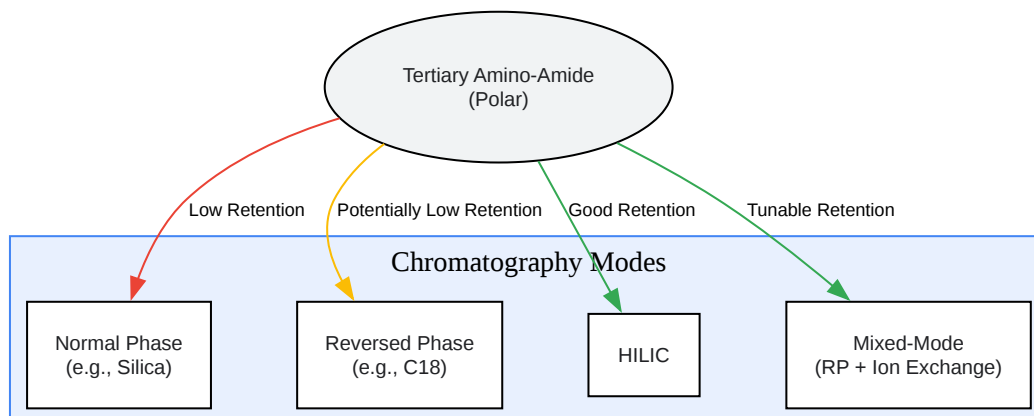 Tertiary Amino-Amide
(Polar)
Low Retention
Potentially Low Retention
Good Retention
Tunable Retention
Chromatography Modes
Normal Phase
(e.g., Silica)
Reversed Phase
(e.g., C18)
HILIC
Mixed-Mode
(RP + Ion Exchange)